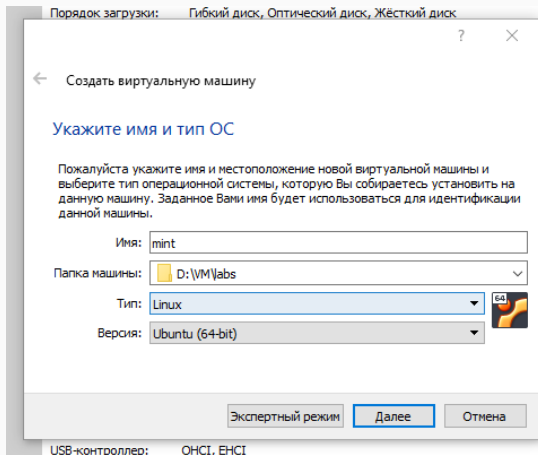 Порядок загрузки: Гибкий диск, Оптический диск, Жёсткий диск
?
Создать виртуальную машину
Укажите имя и тип ОС
Пожалуйста укажите имя и местоположение новой виртуальной машины и
выберите тип операционной системы, которую Вы собираетесь установить на
данную машину. Заданное Вами имя будет использоваться для идентификации
данной машины.
Имя: mint
Папка машины: D:\VM\labs
Тип: Linux 64
Версия: Ubuntu (64-bit)
Экспертный режим Далее Отмена
USB-контроллер: OHCI, EHCI